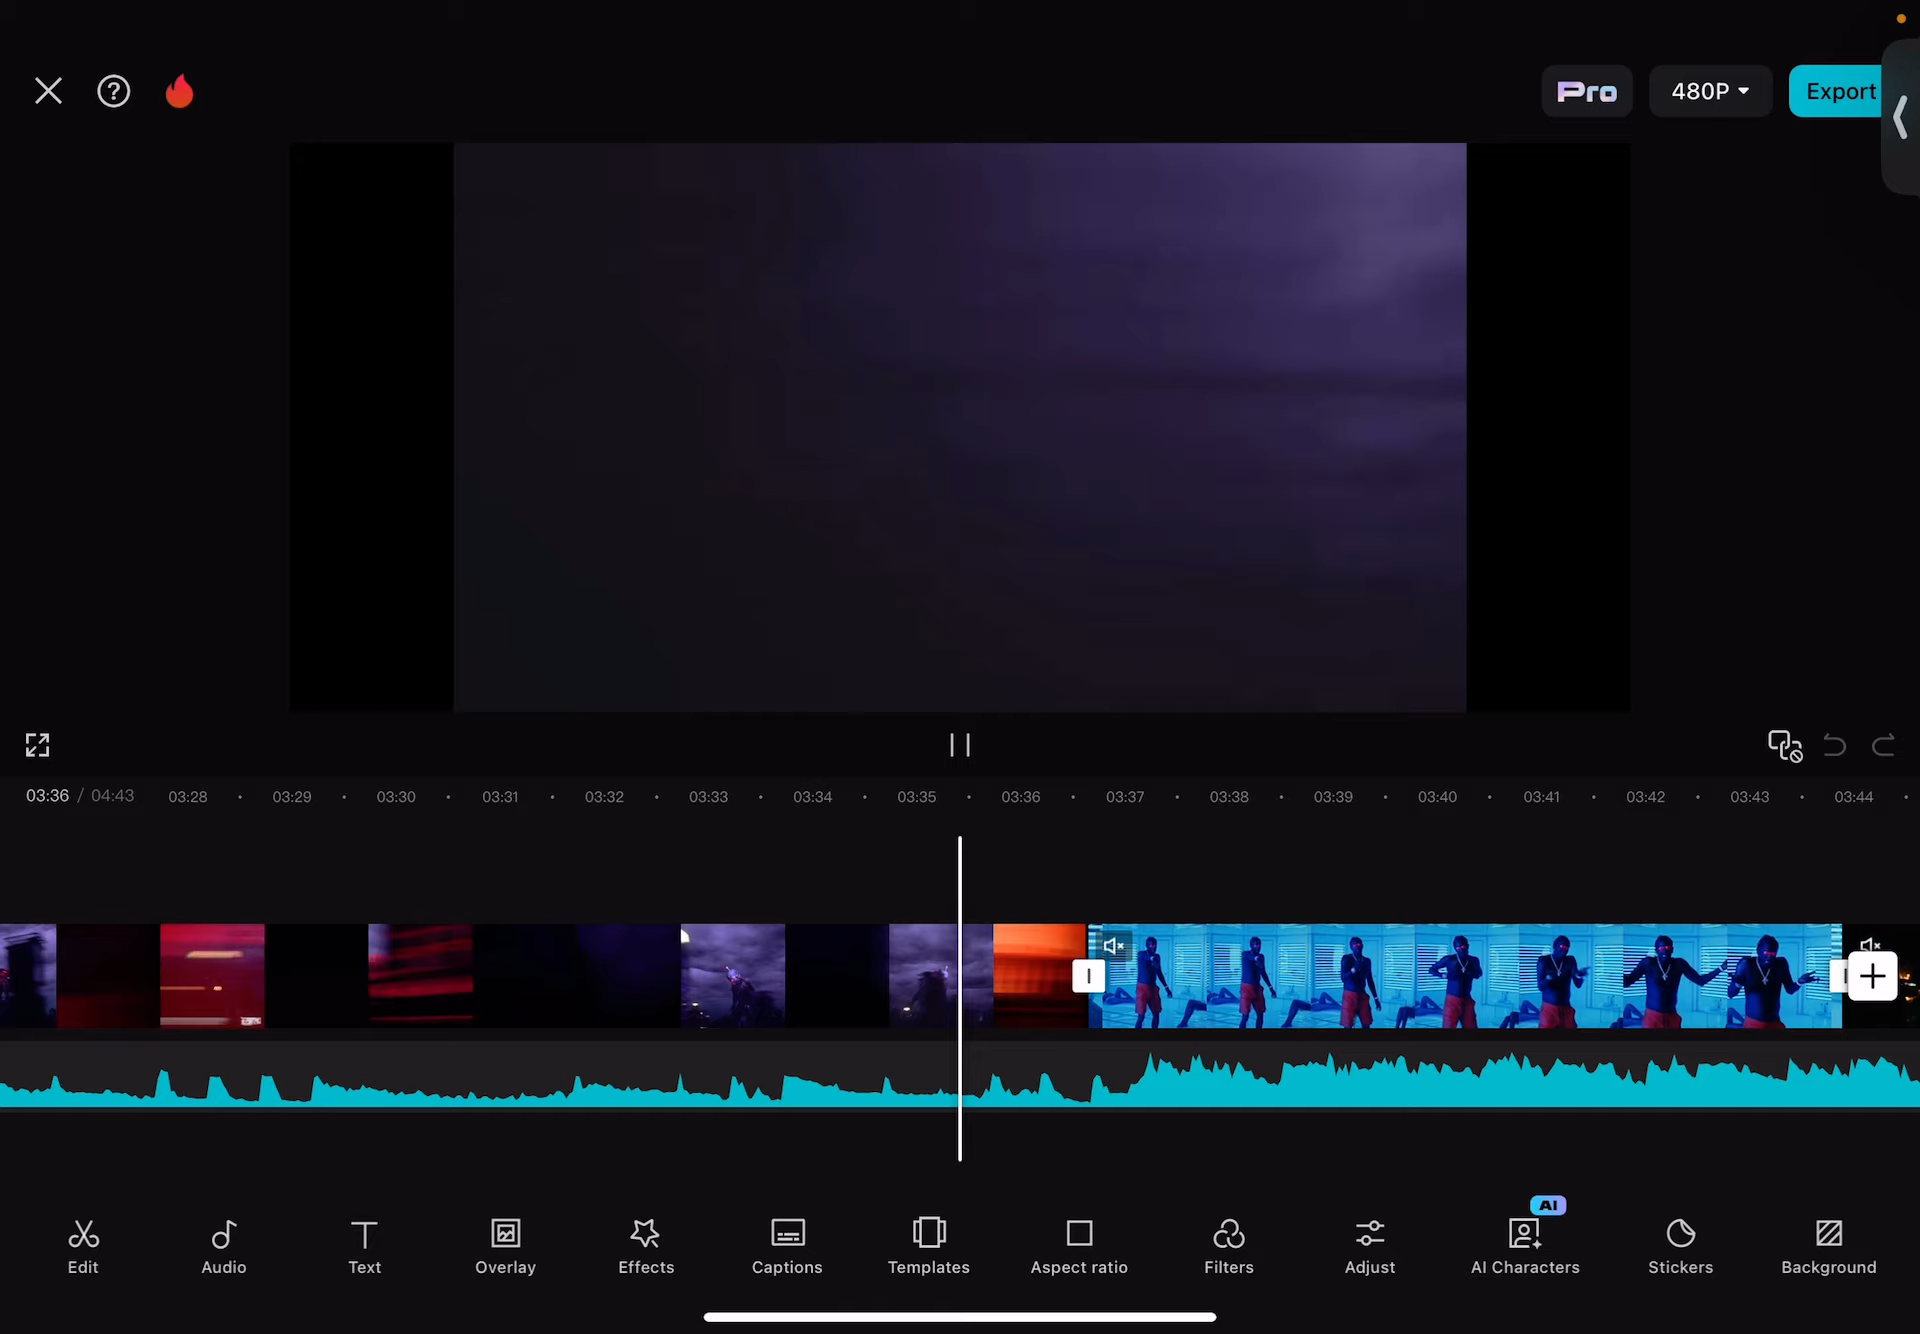 Pro
480P
Export
03:36 / 04:43
03:28
03:29
03:30
03:31
03:32
03:33
03:34
03:35
03:36
03:37
03:38
03:39
03:40
03:41
03:42
03:43
03:44
AI
Edit
Audio
Text
Overlay
Effects
Captions
Templates
Aspect ratio
Filters
Adjust
AI Characters
Stickers
Background